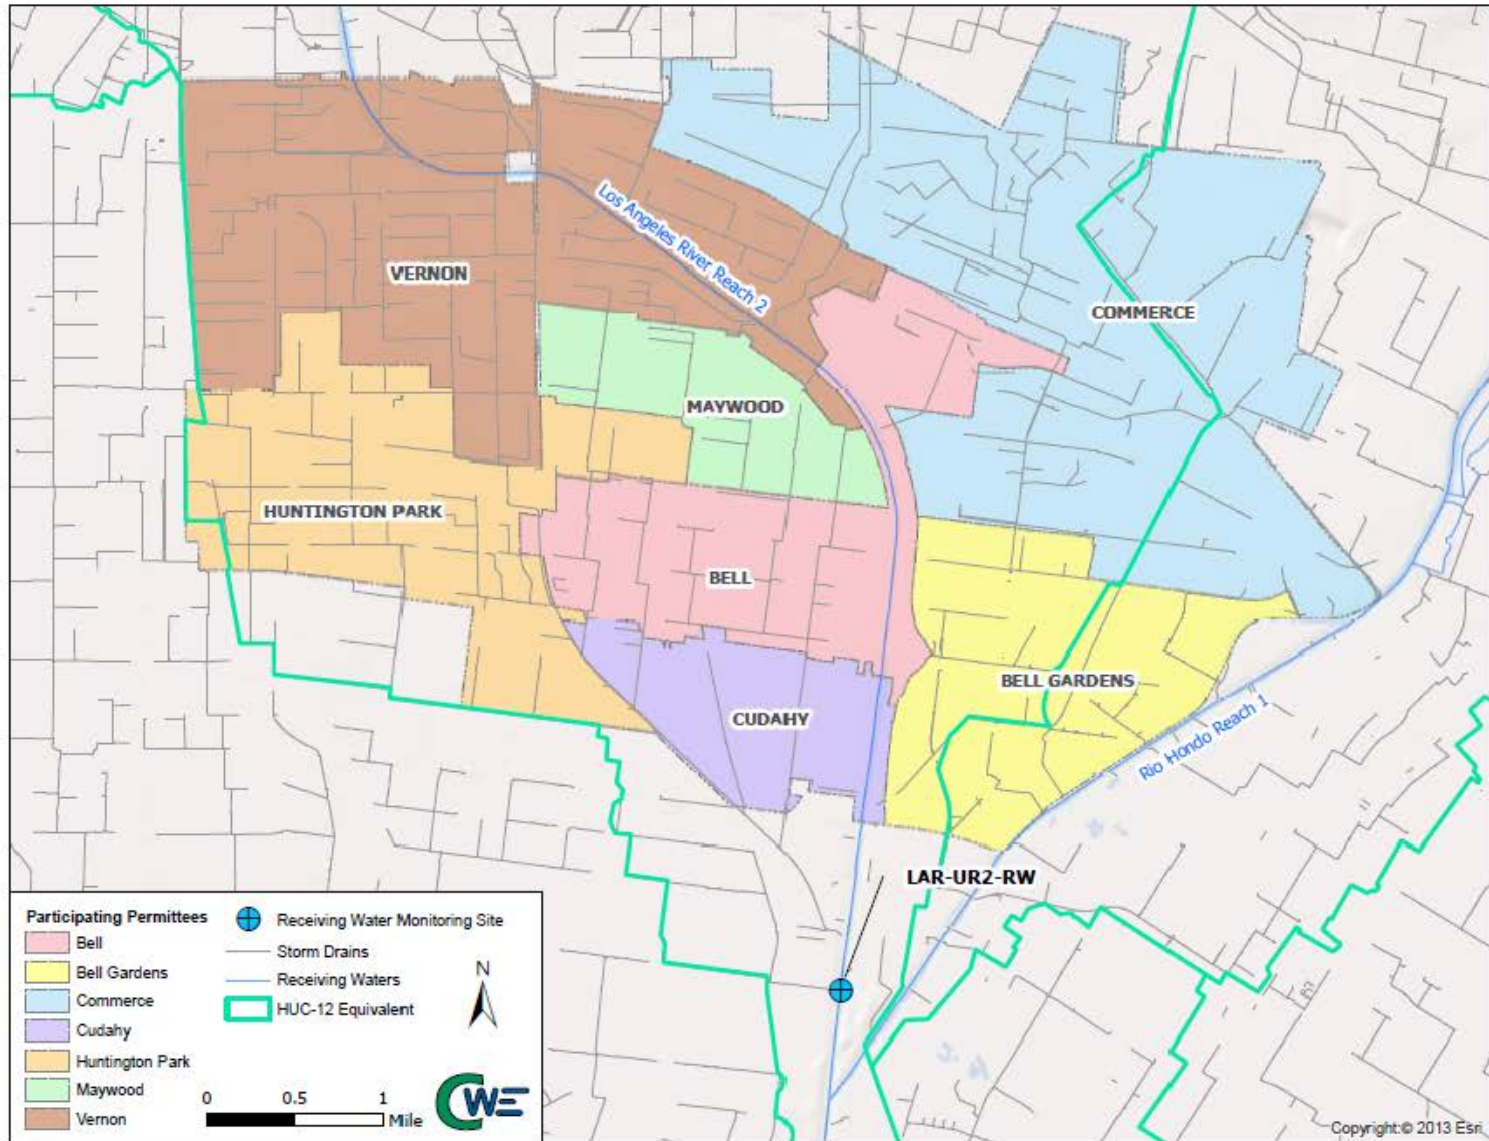 Los Angeles River Reach 2
VERNON
COMMERCE
MAYWOOD
HUNTINGTON PARK
BELL
BELL GARDENS
CUDAHY
Rio Hondo Reach 1
LAR-UR2-RW
Participating Permittees
Bell
Bell Gardens
Commerce
Cudahy
Huntington Park
Maywood
Vernon
Receiving Water Monitoring Site
Storm Drains
Receiving Waters
HUC-12 Equivalent
N
0 0.5 1
Mile
CWE
Copyright:© 2013 Esri